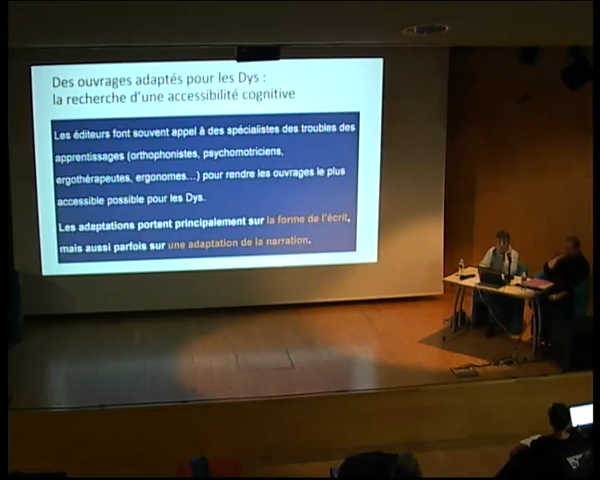 Des ouvrages adaptés pour les Dys :
la recherche d'une accessibilité cognitive
Les éditeurs font souvent appel à des spécialistes des troubles des
apprentissages (orthophonistes, psychomotriciens,
ergothérapeutes, ergonomes...) pour rendre les ouvrages le plus
accessible possible pour les Dys.
Les adaptations portent principalement sur la forme de l'écrit,
mais aussi parfois sur une adaptation de la narration.